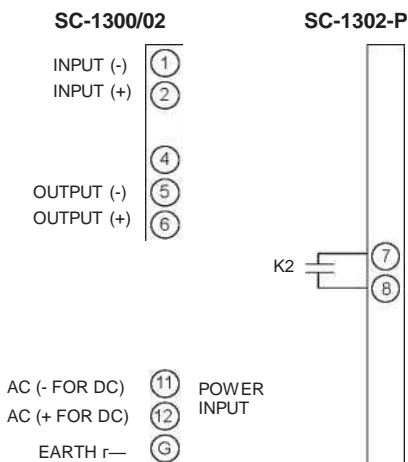 SC-1300/02
SC-1302-P
INPUT (-) 1
INPUT (+) 2
4
OUTPUT (-) 5
OUTPUT (+) 6
K2
7
8
AC (- FOR DC) 11
AC (+ FOR DC) 12
POWER
INPUT
EARTH r— G